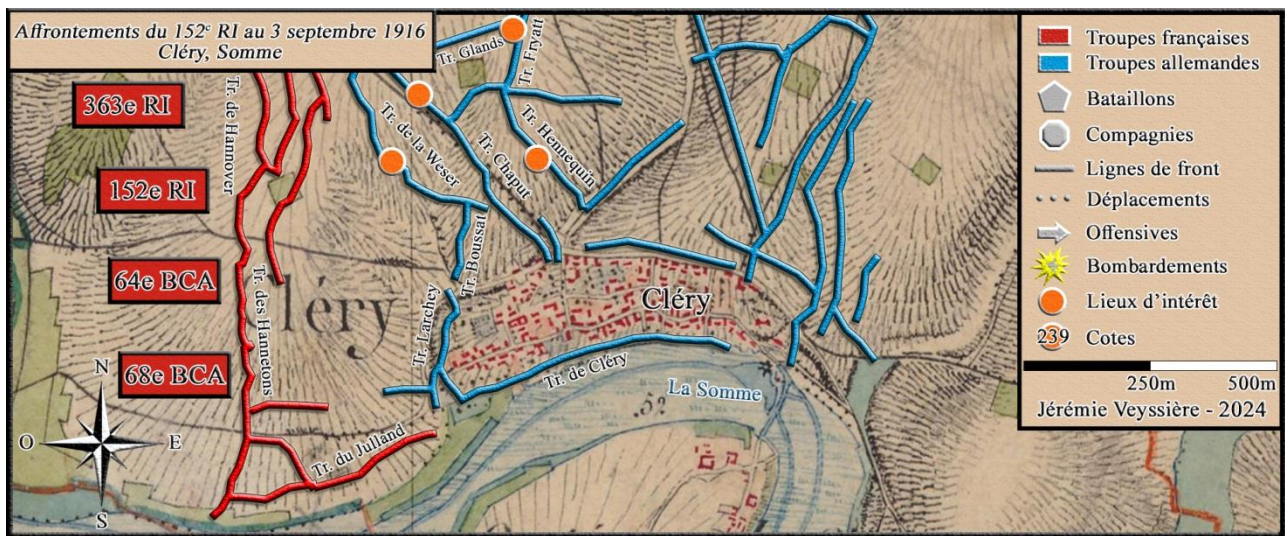 Affrontements du 152e RI au 3 septembre 1916
Cléry, Somme
363e RI
152e RI
64e BCA
68e BCA
Tr. de Hannover
Tr. des Hannetons
Tr. du Julland
Tr. Glands
Tr. Fryatt
Tr. de la Weser
Tr. Chaput
Tr. Hennequin
Tr. Boussat
Tr. Larchey
Tr. de Cléry
Cléry
Cléry
La Somme
52
N
O
E
S
Troupes françaises
Troupes allemandes
Bataillons
Compagnies
Lignes de front
Déplacements
Offensives
Bombardements
Lieux d'intérêt
239 Cotes
250m 500m
Jérémie Veyssière - 2024